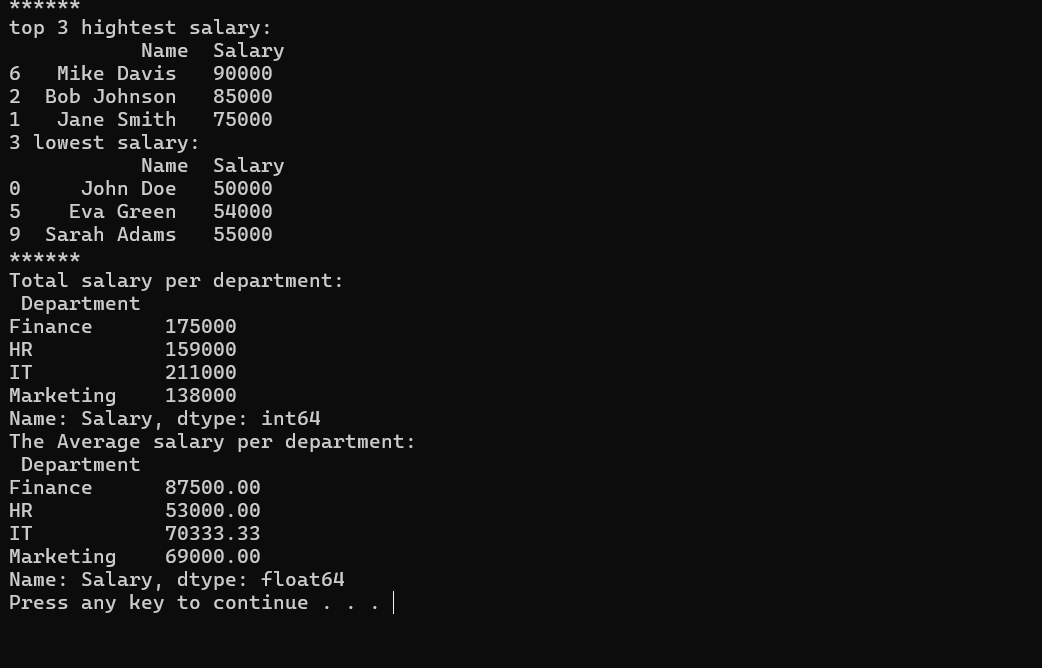 ******
top 3 hightest salary:
Name Salary
6 Mike Davis 90000
2 Bob Johnson 85000
1 Jane Smith 75000
3 lowest salary:
Name Salary
0 John Doe 50000
5 Eva Green 54000
9 Sarah Adams 55000
******
Total salary per department:
Department
Finance 175000
HR 159000
IT 211000
Marketing 138000
Name: Salary, dtype: int64
The Average salary per department:
Department
Finance 87500.00
HR 53000.00
IT 70333.33
Marketing 69000.00
Name: Salary, dtype: float64
Press any key to continue . . .